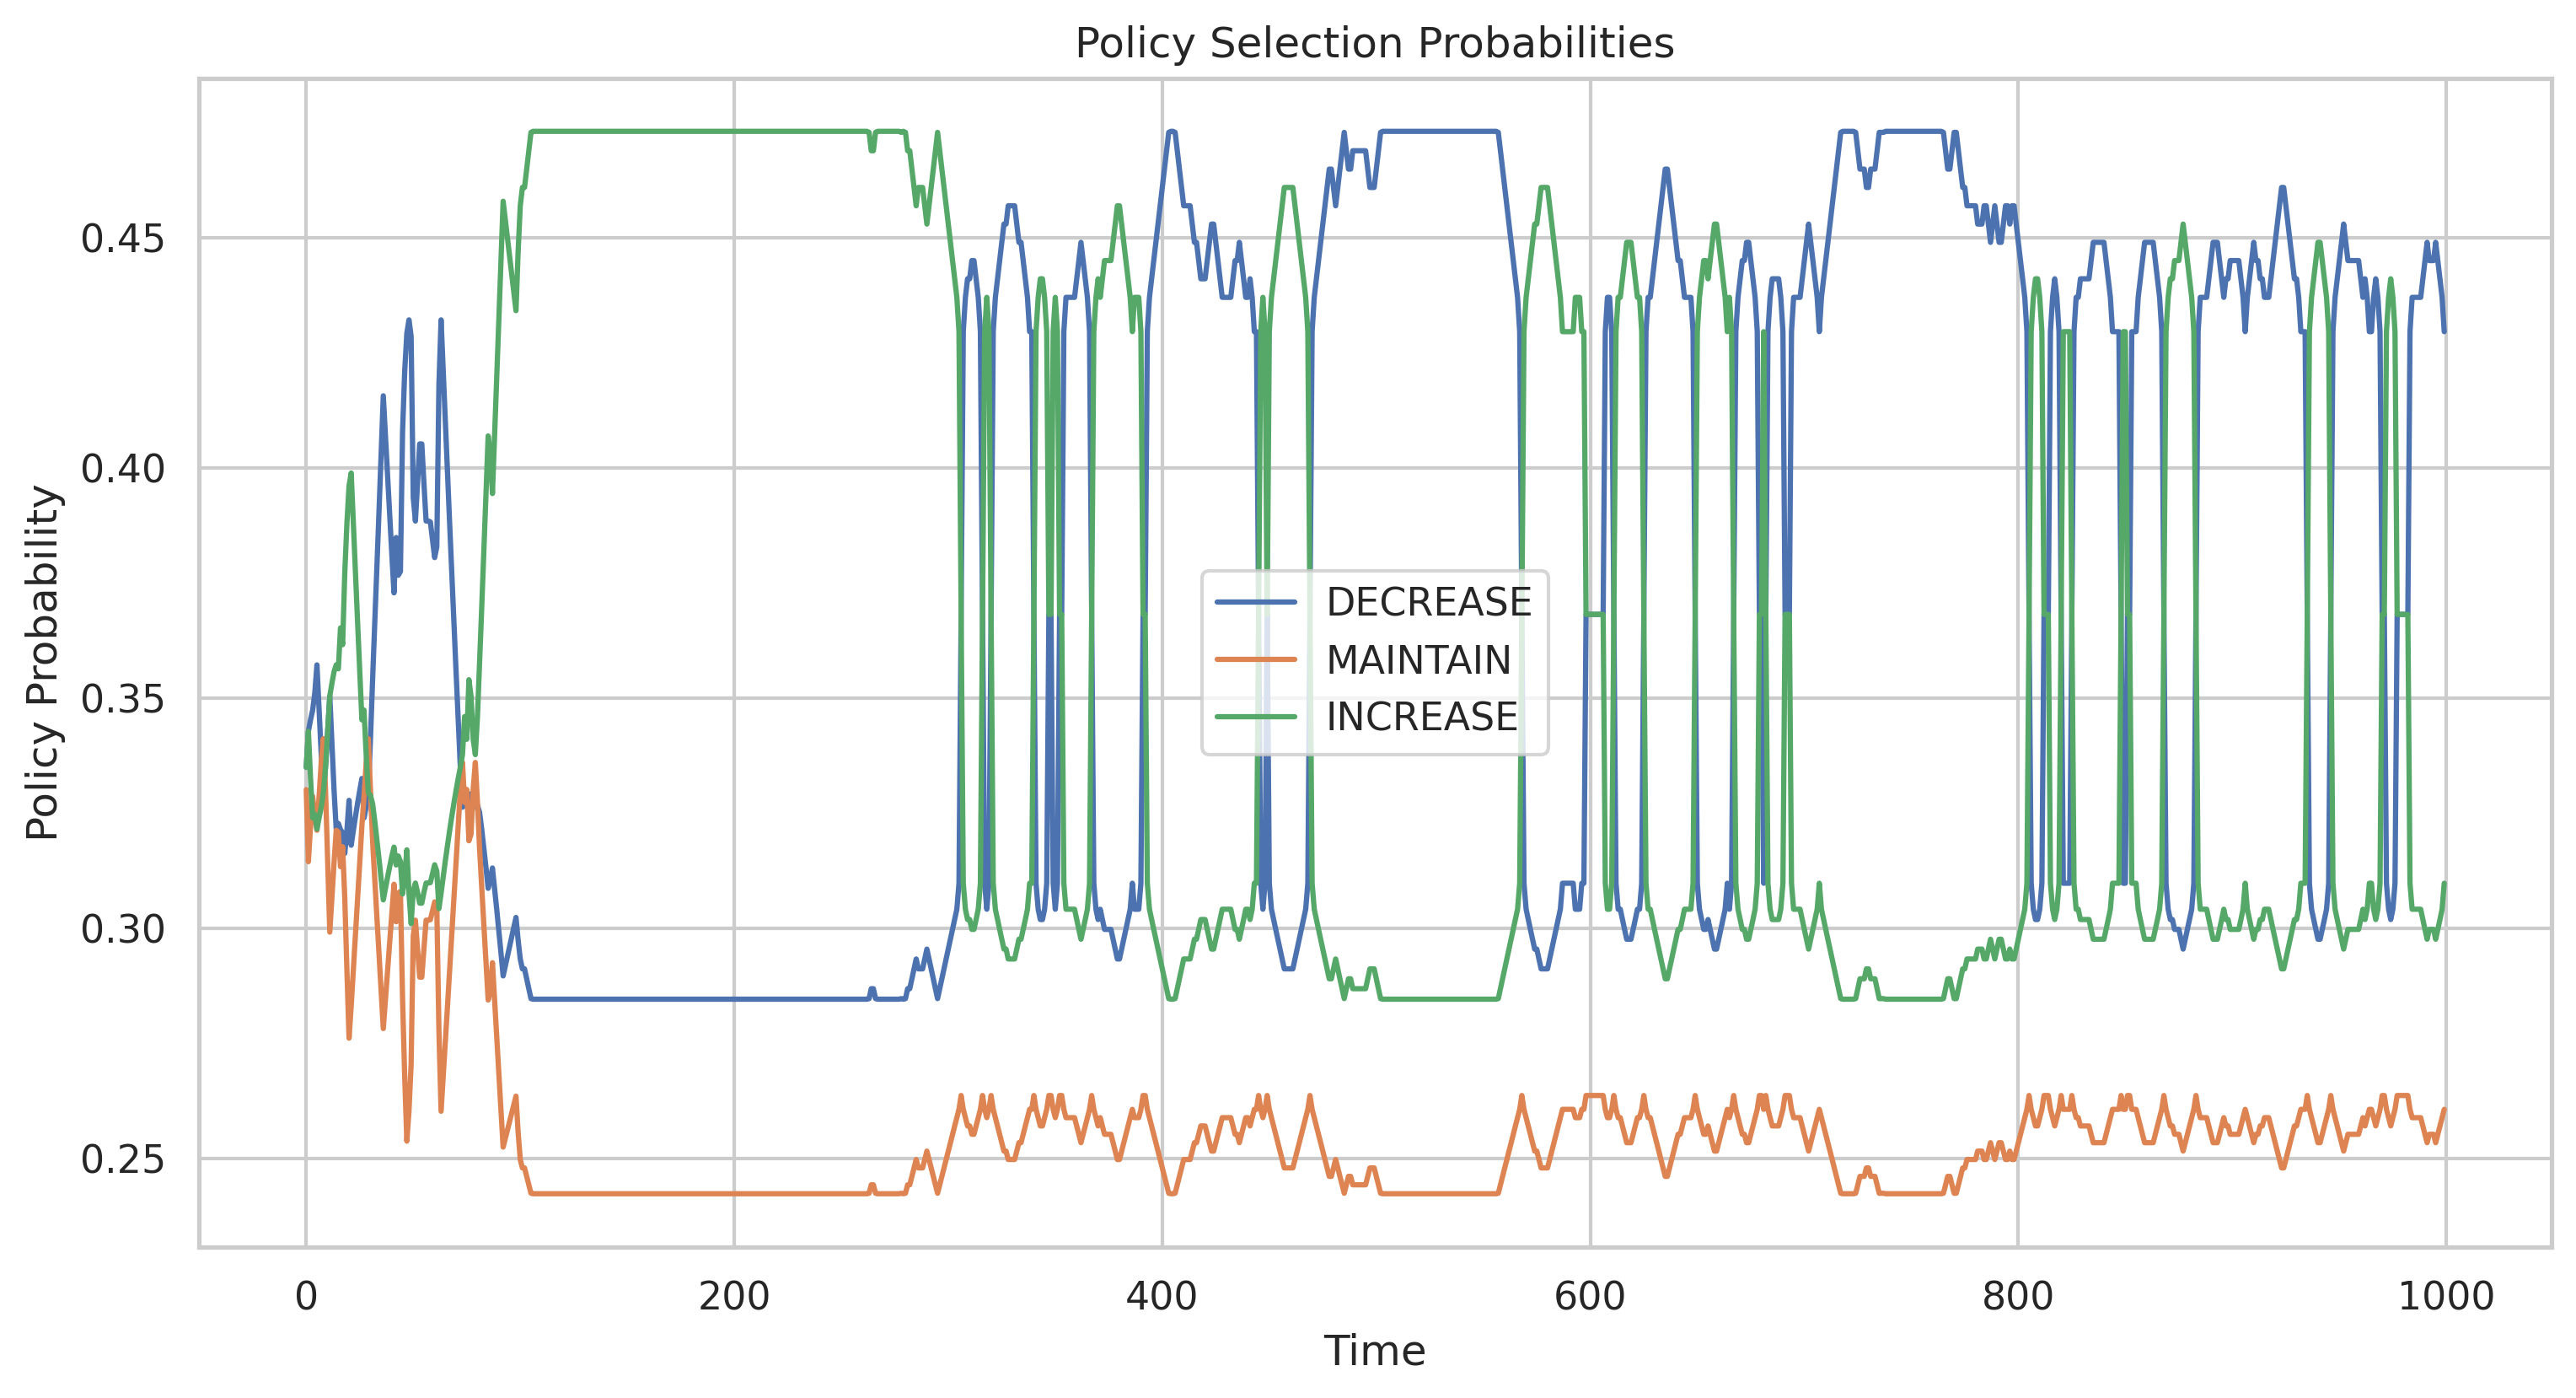 Policy Selection Probabilities
Policy Probability
0.45
0.40
0.35
0.30
0.25
DECREASE
MAINTAIN
INCREASE
0 200 400 600 800 1000
Time